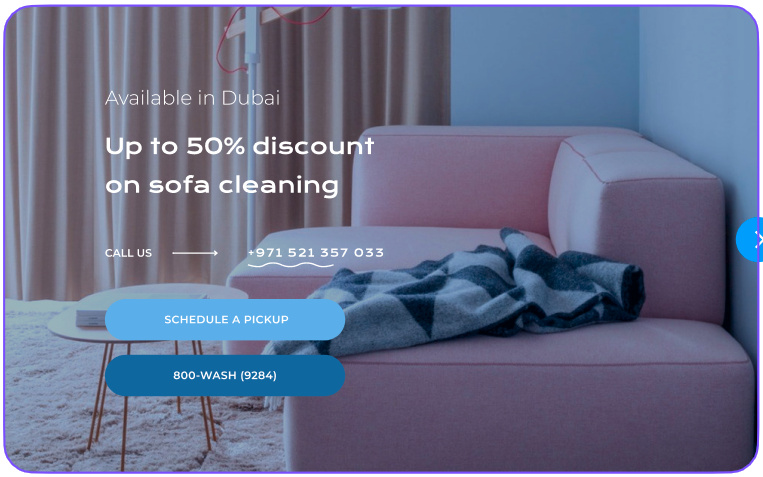 Available in Dubai
Up to 50% discount
on sofa cleaning
CALL US
+971 521 357 033
SCHEDULE A PICKUP
800-WASH (9284)